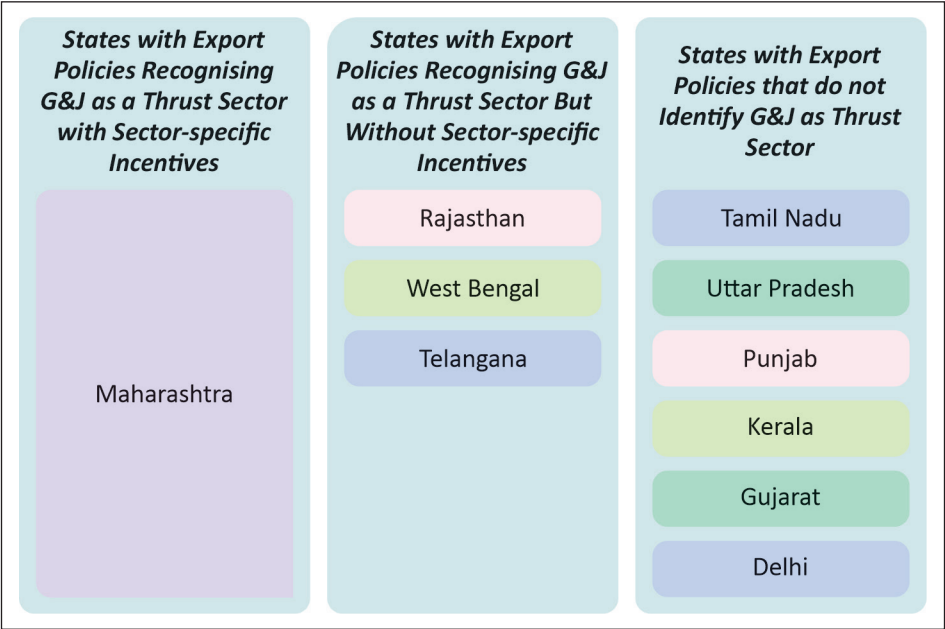 States with Export
Policies Recognising
G&J as a Thrust Sector
with Sector-specific
Incentives
Maharashtra
States with Export
Policies Recognising G&J
as a Thrust Sector But
Without Sector-specific
Incentives
Rajasthan
West Bengal
Telangana
States with Export
Policies that do not
Identify G&J as Thrust
Sector
Tamil Nadu
Uttar Pradesh
Punjab
Kerala
Gujarat
Delhi